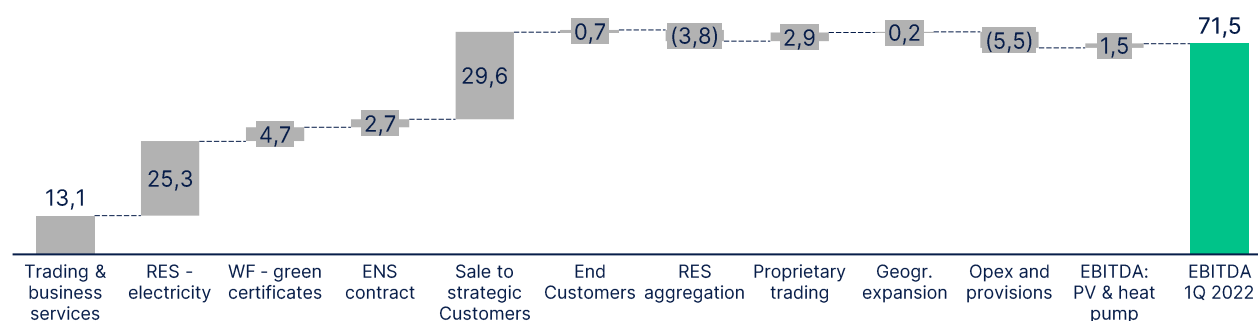 13,1
25,3
4,7
2,7
29,6
0,7
(3,8)
2,9
0,2
(5,5)
1,5
71,5
Trading &
business
services
RES -
electricity
WF - green
certificates
ENS
contract
Sale to
strategic
Customers
End
Customers
RES
aggregation
Proprietary
trading
Geogr.
expansion
Opex and
provisions
EBITDA:
PV & heat
pump
EBITDA
1Q 2022